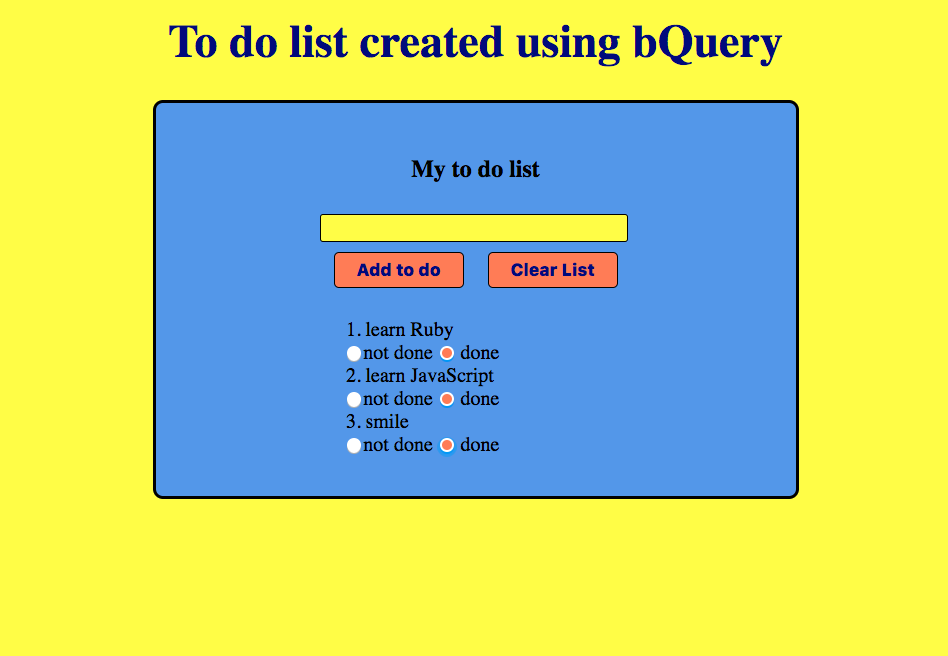 To do list created using bQuery
My to do list
Add to do Clear List
1. learn Ruby
not done done
2. learn JavaScript
not done done
3. smile
not done done